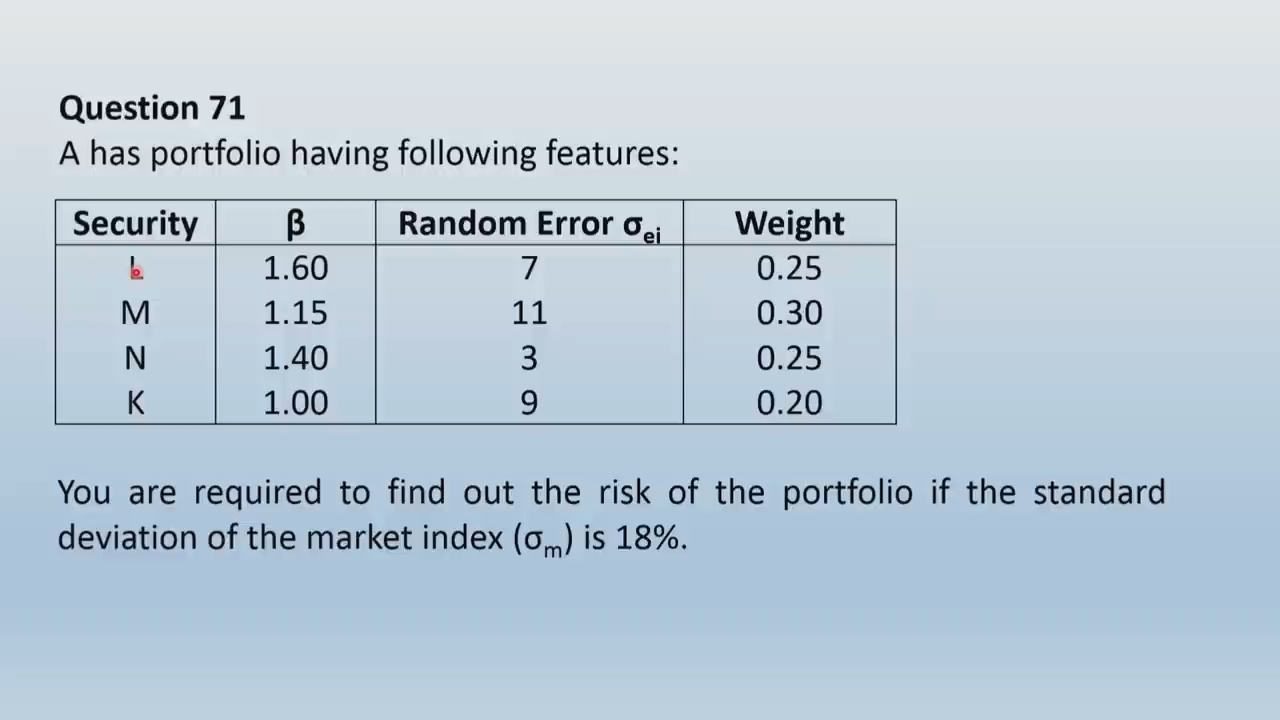 Question 71
A has portfolio having following features:
Security β Random Error σei Weight
L 1.60 7 0.25
M 1.15 11 0.30
N 1.40 3 0.25
K 1.00 9 0.20
You are required to find out the risk of the portfolio if the standard
deviation of the market index (σm) is 18%.